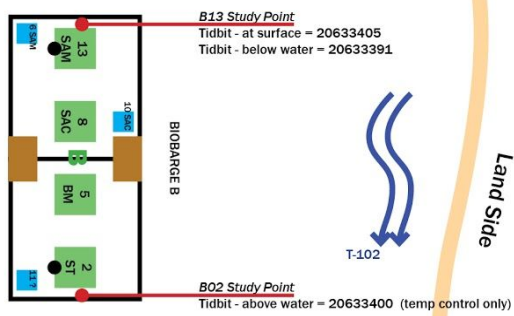 B13 Study Point
Tidbit - at surface = 20633405
Tidbit - below water = 20633391
6 SAM
13
SAM
8
SAC
10 SAC
B
BIOBARGE B
5
BM
2
ST
11 ?
T-102
Land Side
B02 Study Point
Tidbit - above water = 20633400 (temp control only)